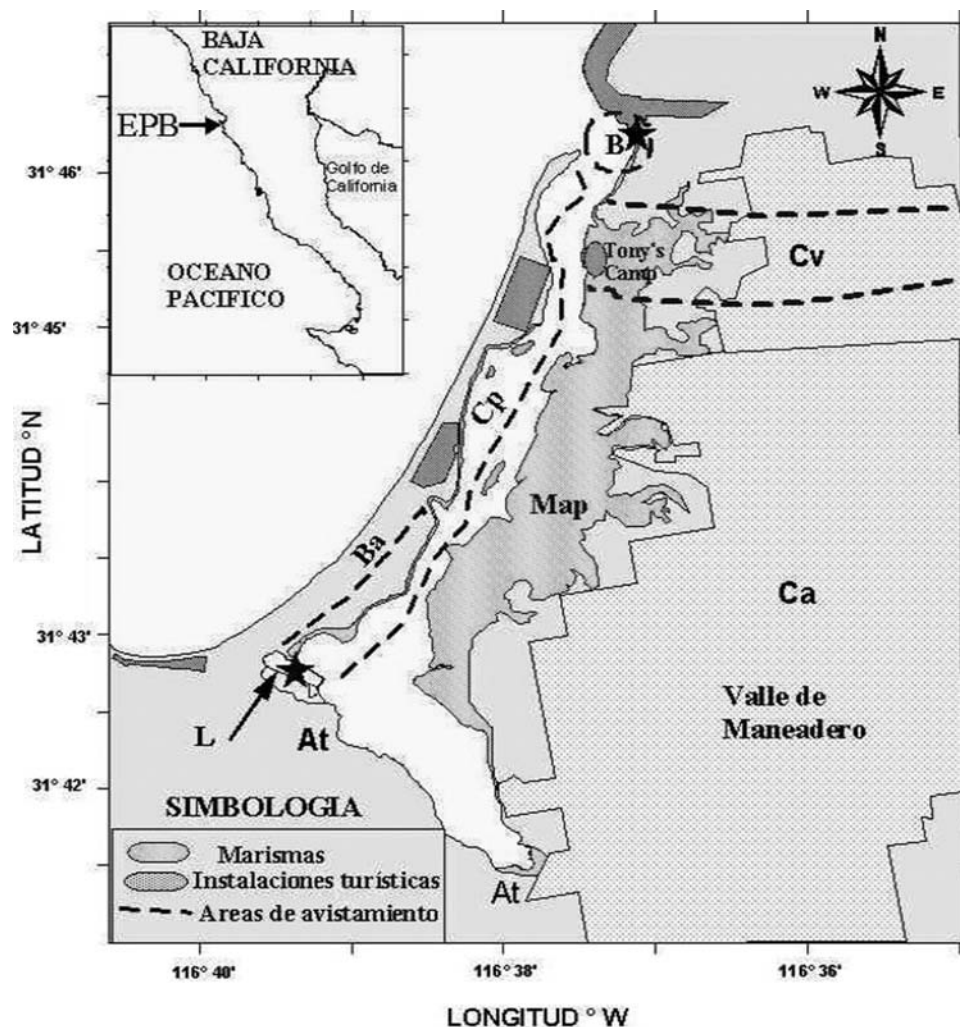 BAJA
CALIFORNIA
EPB
Golfo de
California
OCEANO
PACIFICO
N
W
E
S
B
Tony's
Camp
Cv
Cp
Map
Ba
Ca
Valle de
Maneadero
L
At
At
SIMBOLOGIA
Marismas
Instalaciones turísticas
Areas de avistamiento
31° 46'
31° 45'
31° 43'
31° 42'
LATITUD °N
116° 40'
116° 38'
116° 36'
LONGITUD ° W